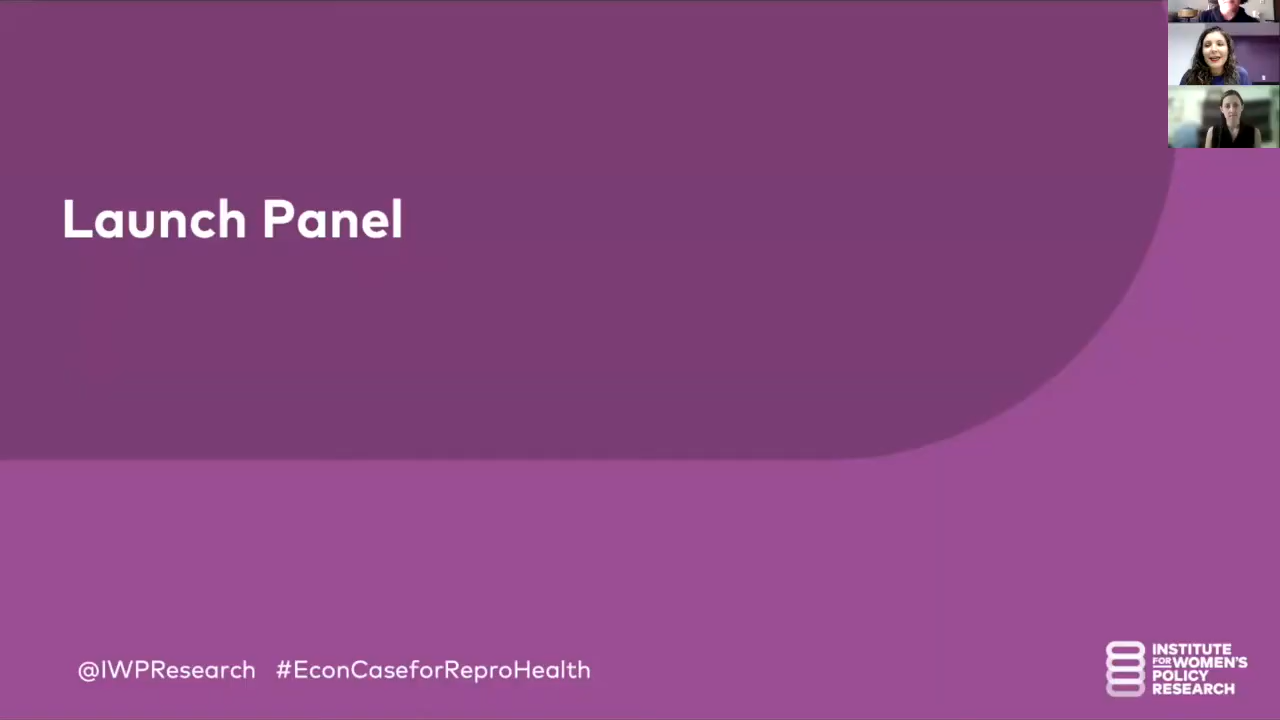 Launch Panel
@IWPResearch #EconCaseforReproHealth
INSTITUTE
FOR WOMEN'S
POLICY
RESEARCH